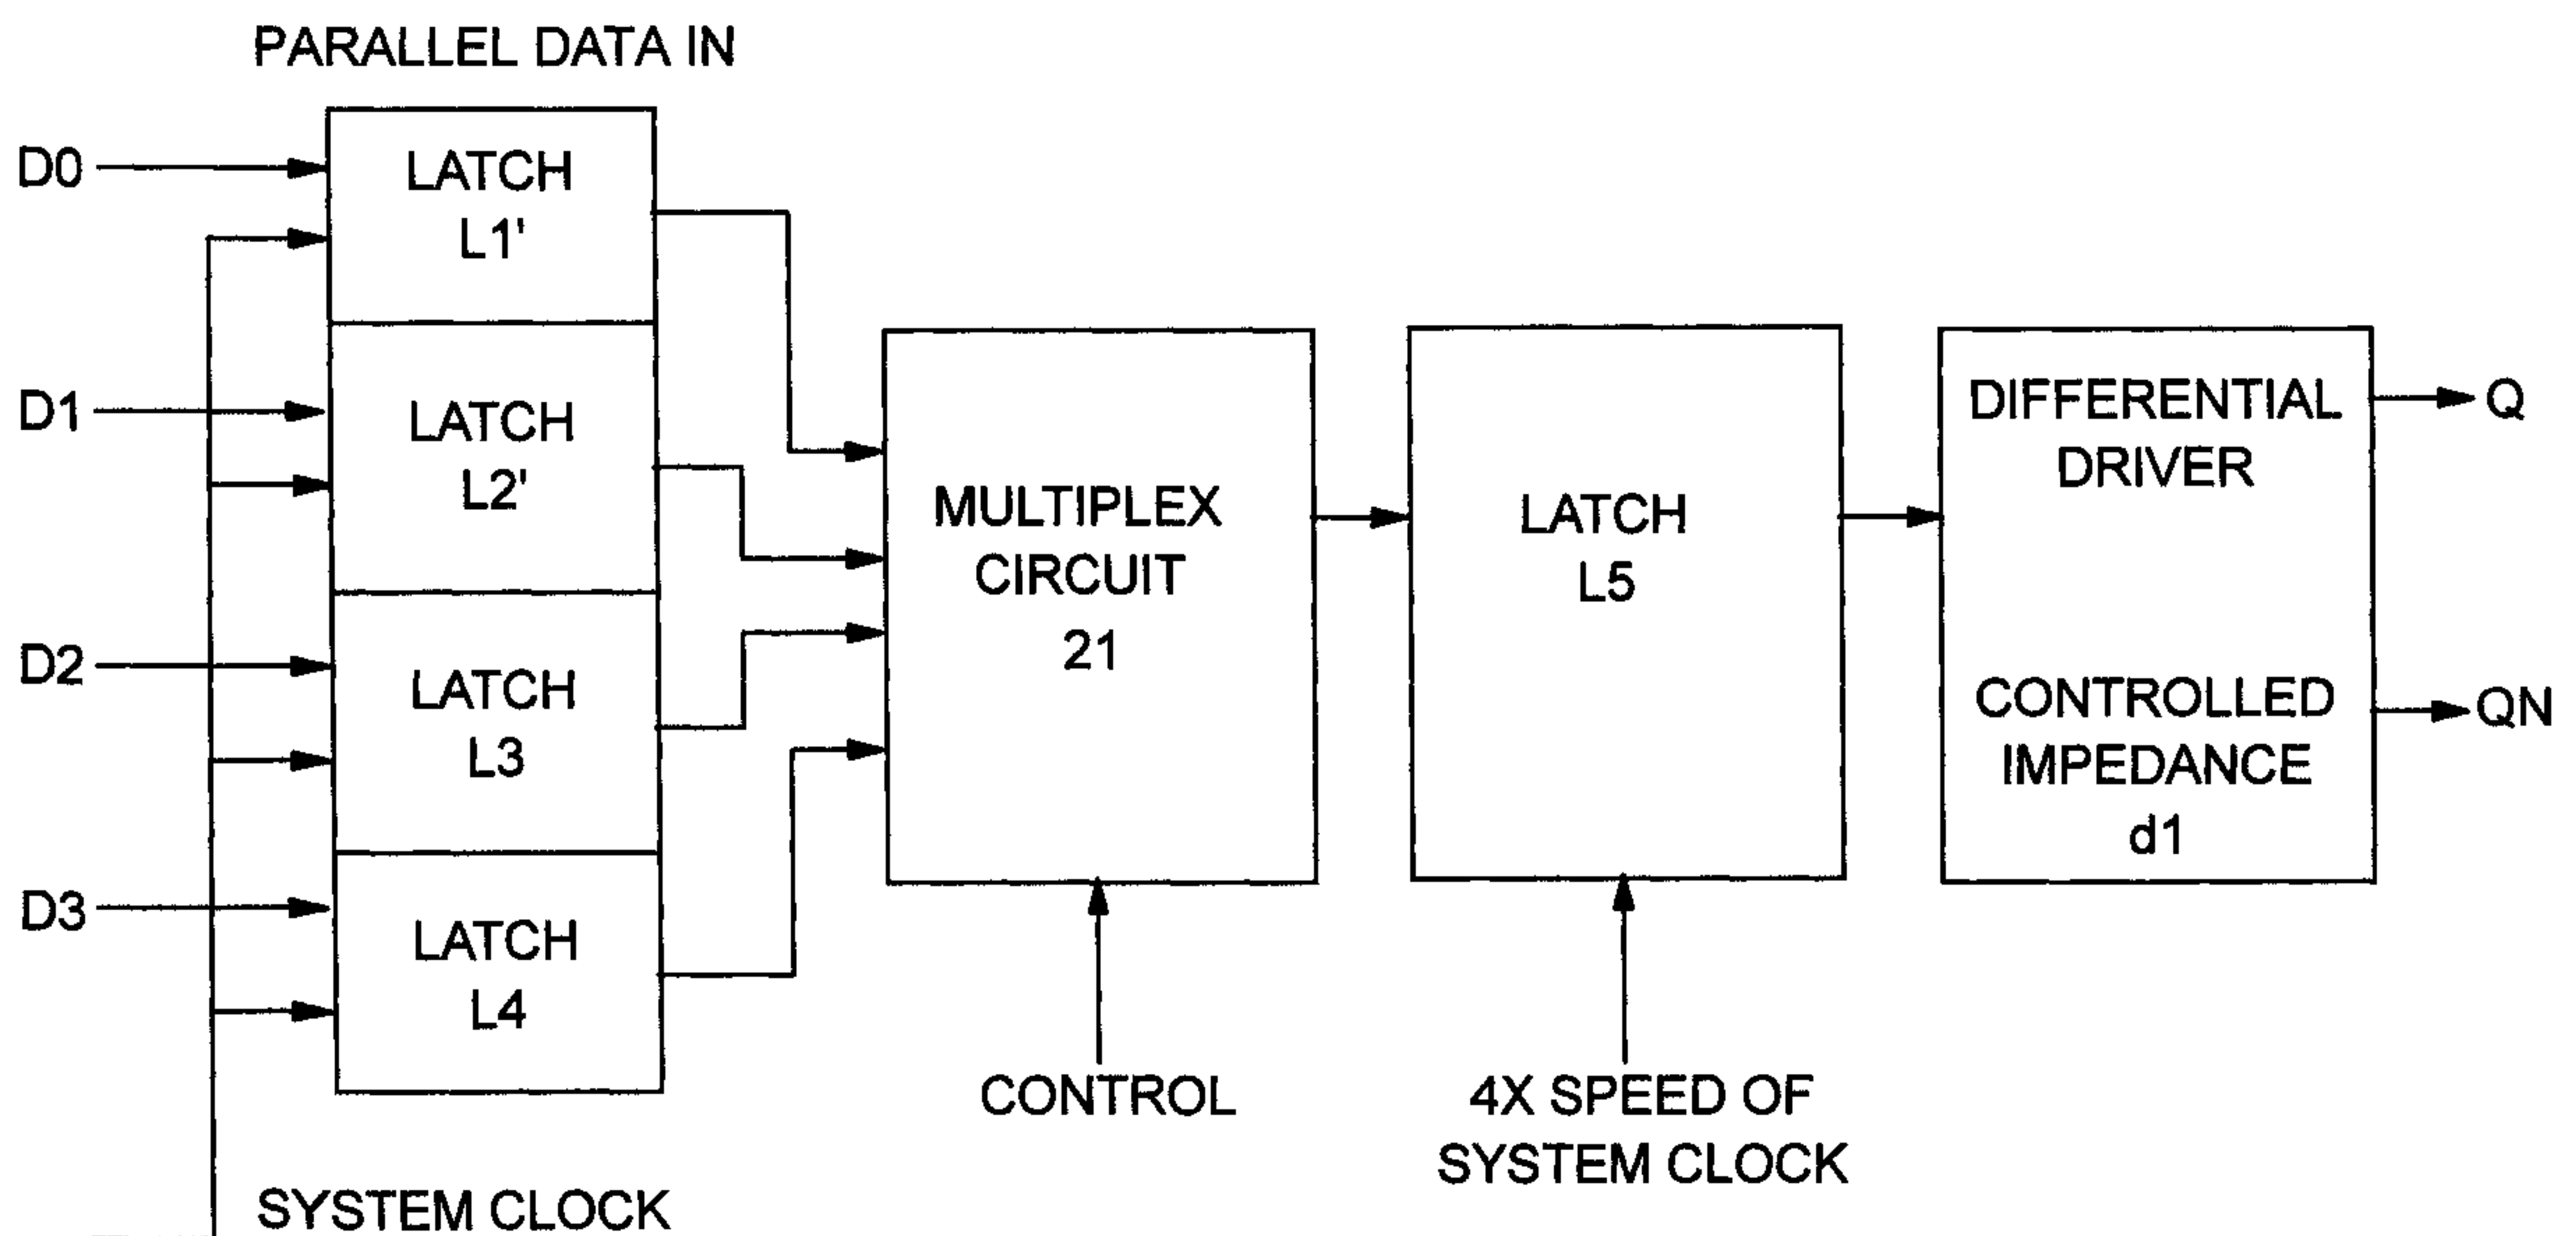 PARALLEL DATA IN
D0
LATCH
L1'
D1
LATCH
L2'
D2
LATCH
L3
D3
LATCH
L4
SYSTEM CLOCK
MULTIPLEX
CIRCUIT
21
CONTROL
LATCH
L5
4X SPEED OF
SYSTEM CLOCK
DIFFERENTIAL
DRIVER
CONTROLLED
IMPEDANCE
d1
Q
QN